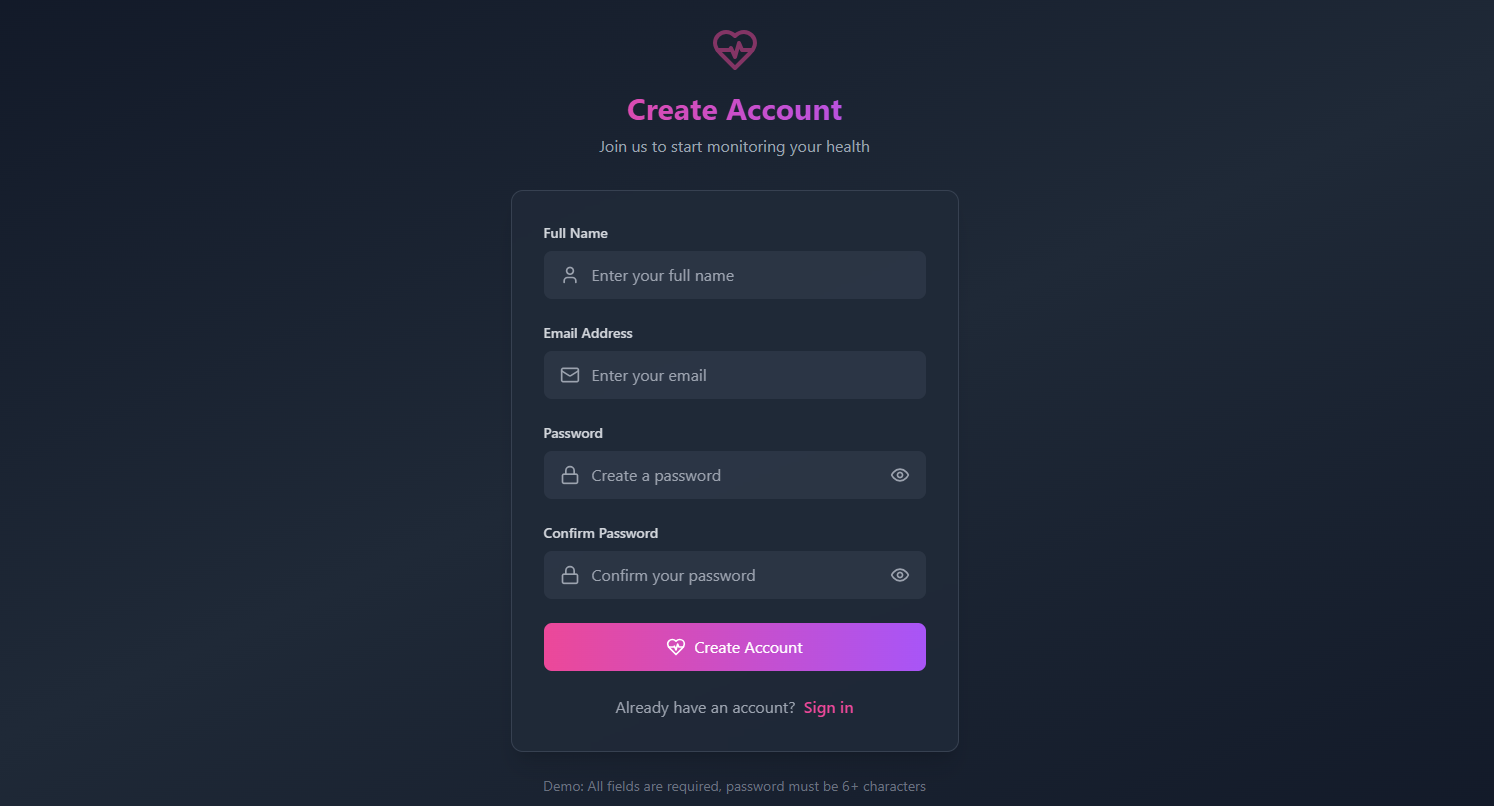 Create Account
Join us to start monitoring your health
Full Name
Enter your full name
Email Address
Enter your email
Password
Create a password
Confirm Password
Confirm your password
Create Account
Already have an account? Sign in
Demo: All fields are required, password must be 6+ characters